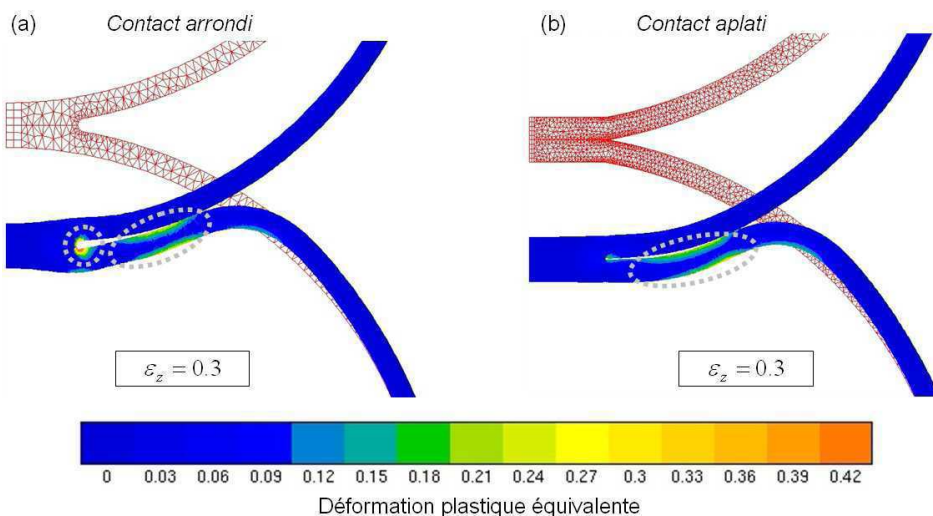 (a) Contact arrondi
(b) Contact aplati
εz = 0.3
εz = 0.3
0 0.03 0.06 0.09 0.12 0.15 0.18 0.21 0.24 0.27 0.3 0.33 0.36 0.39 0.42
Déformation plastique équivalente